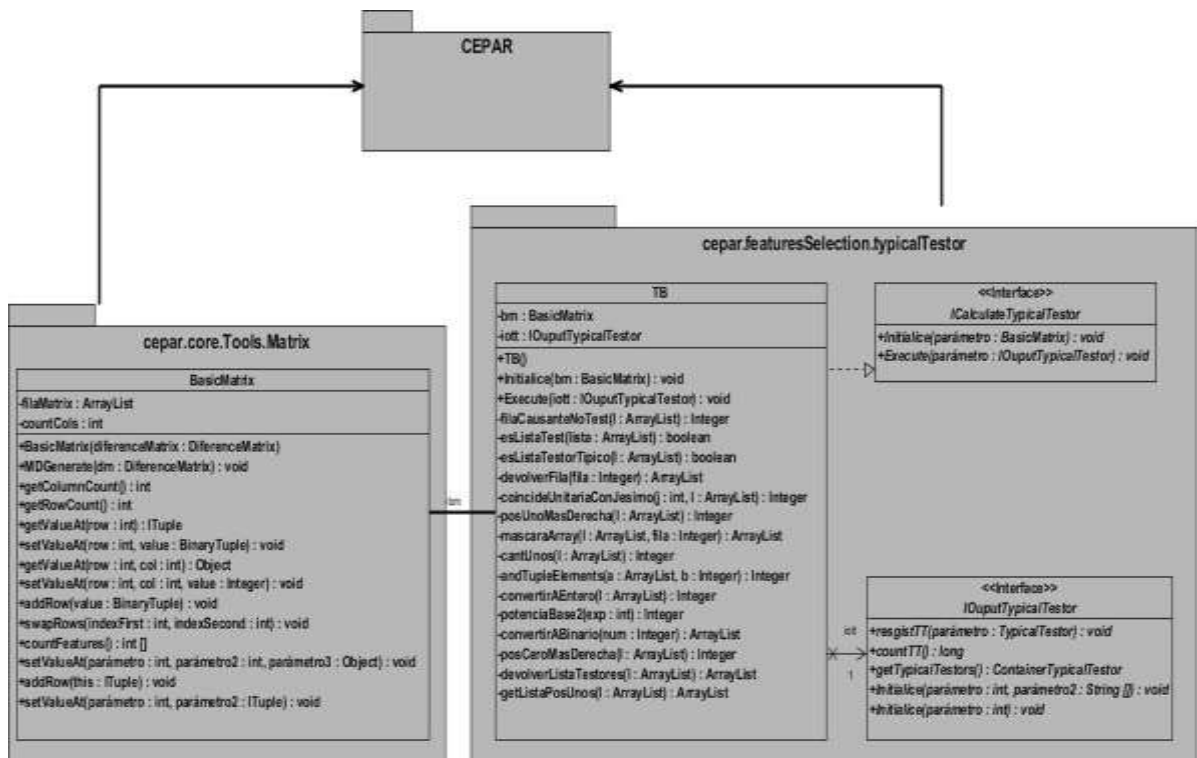 CEPAR
cepar.core.Tools.Matrix
BasicMatrix
-filaMatrix : ArrayList
-countCols : int
+BasicMatrix(diferenceMatrix : DiferenceMatrix)
+MDGenerate(dm : DiferenceMatrix) : void
+getColumnCount() : int
+getRowCount() : int
+getValueAt(row : int) : ITuple
+setValueAt(row : int, value : BinaryTuple) : void
+getValueAt(row : int, col : int) : Object
+setValueAt(row : int, col : int, value : Integer) : void
+addRow(value : BinaryTuple) : void
+swapRows(indexFirst : int, indexSecond : int) : void
+countFeatures() : int []
+setValueAt(parámetro : int, parámetro2 : int, parámetro3 : Object) : void
+addRow(this : ITuple) : void
+setValueAt(parámetro : int, parámetro2 : ITuple) : void
-bm
cepar.featuresSelection.typicalTestor
TB
-bm : BasicMatrix
-iott : IOuputTypicalTestor
+TB()
+Initialice(bm : BasicMatrix) : void
+Execute(iott : IOuputTypicalTestor) : void
-filaCausanteNoTest(l : ArrayList) : Integer
-esListaTest(lista : ArrayList) : boolean
-esListaTestorTipico(l : ArrayList) : boolean
-devolverFila(fila : Integer) : ArrayList
-coincideUnitariaConJesimo(j : int, l : ArrayList) : Integer
-posUnoMasDerecha(l : ArrayList) : Integer
-mascaraArray(l : ArrayList, fila : Integer) : ArrayList
-cantUnos(l : ArrayList) : Integer
-andTupleElements(a : ArrayList, b : Integer) : Integer
-convertirAEntero(l : ArrayList) : Integer
-potenciaBase2(exp : int) : Integer
-convertirABinario(num : Integer) : ArrayList
-posCeroMasDerecha(l : ArrayList) : Integer
-devolverListaTestores(l : ArrayList) : ArrayList
-getListaPosUnos(l : ArrayList) : ArrayList
<<Interface>>
ICalculateTypicalTestor
+Initialice(parámetro : BasicMatrix) : void
+Execute(parámetro : IOuputTypicalTestor) : void
-iott
1
<<Interface>>
IOuputTypicalTestor
+resgistTT(parámetro : TypicalTestor) : void
+countTT() : long
+getTypicalTestors() : ContainerTypicalTestor
+Initialice(parámetro : int, parámetro2 : String []) : void
+Initialice(parámetro : int) : void